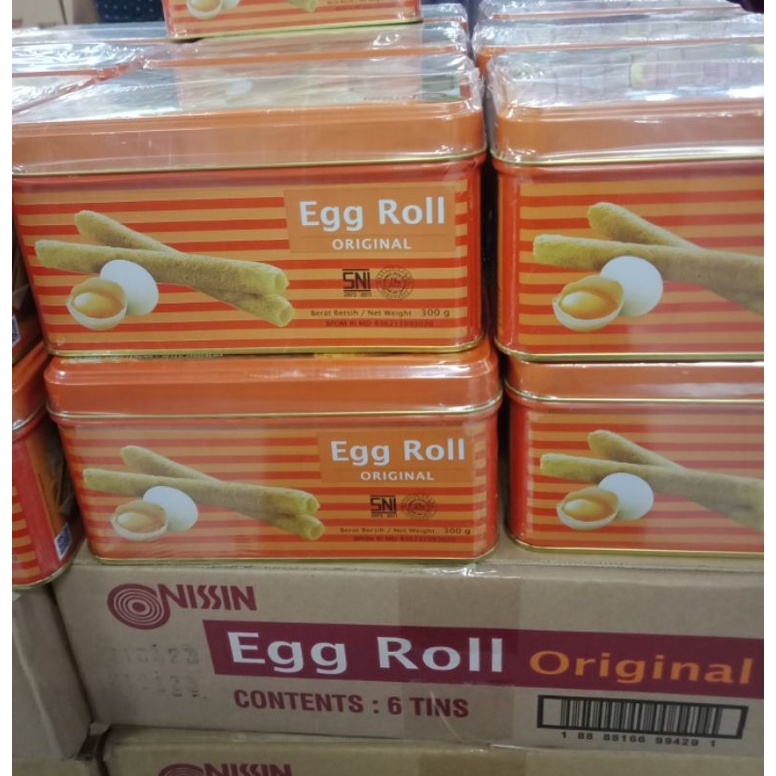 Egg Roll
ORIGINAL
SNI
Berat Bersih / Net Weight : 300 g
Egg Roll
ORIGINAL
SNI
Berat Bersih / Net Weight : 300 g
NISSIN
Egg Roll Original
CONTENTS : 6 TINS
1 88 88166 99429 1
NISSIN